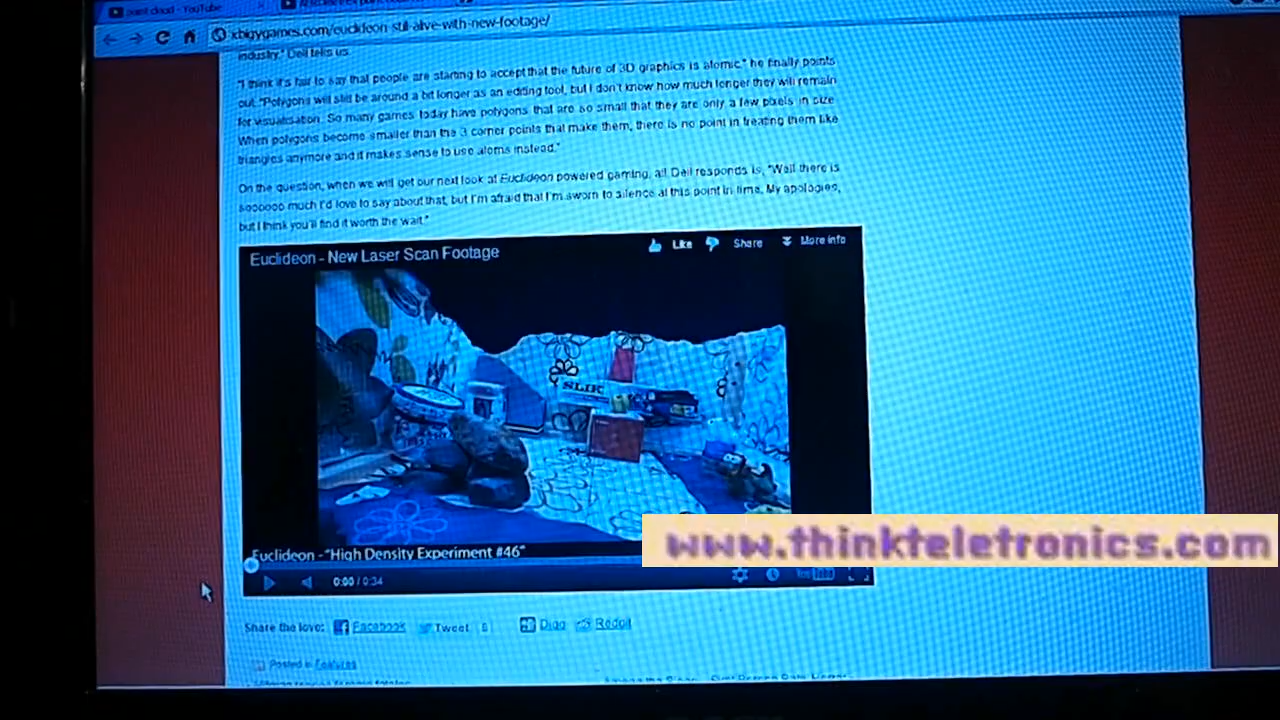 point cloud - YouTube
xbigygames.com/euclideon-still-alive-with-new-footage/
industry." Dell tells us.
"I think it's fair to say that people are starting to accept that the future of 3D graphics is atomic." he finally points
out. "Polygons will still be around a bit longer as an editing tool, but I don't know how much longer they will remain
for visualisation. So many games today have polygons that are so small that they are only a few pixels in size
When polygons become smaller than the 3 corner points that make them, there is no point in treating them like
triangles anymore and it makes sense to use atoms instead."
On the question, when we will get our next look at Euclideon powered gaming, all Dell responds is, "Well there is
soooooo much I'd love to say about that, but I'm afraid that I'm sworn to silence at this point in time. My apologies,
but I think you'll find it worth the wait."
Euclideon - New Laser Scan Footage
Like
Share
More info
SLIK
Euclideon -"High Density Experiment #46"
www.thinkteletronics.com
0:00 / 0:34
YouTube
Share the love:
Facebook
Tweet
Digg
Reddit
Posted in Features